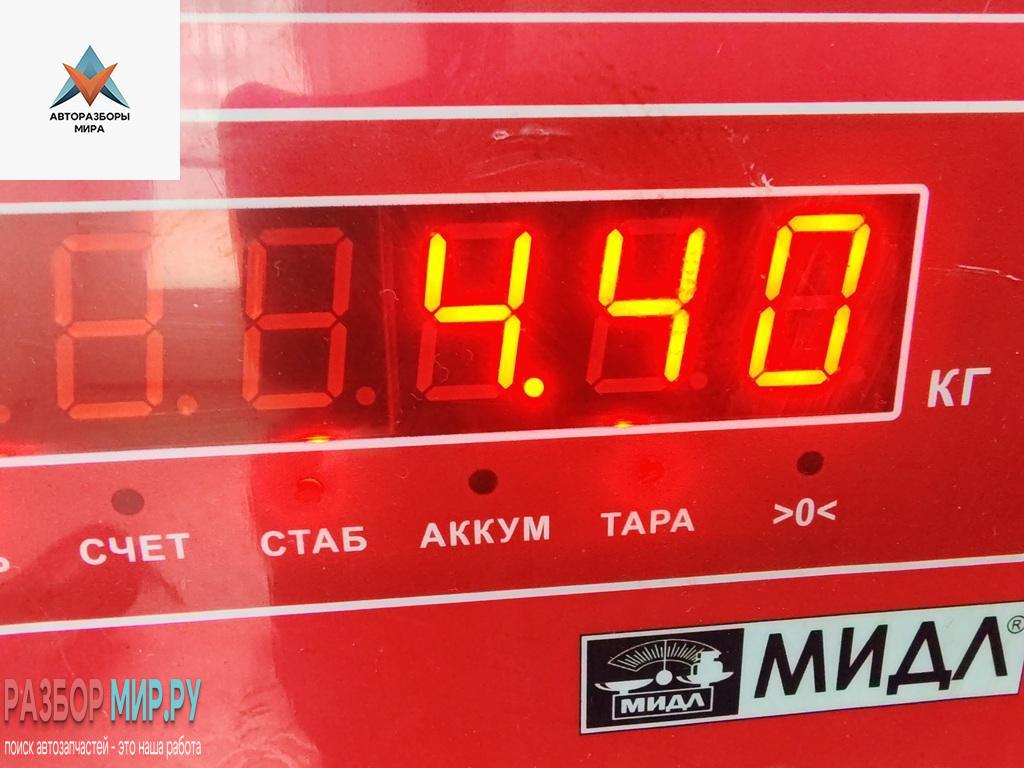 АВТОРАЗБОРЫ
МИРА
4.40
КГ
СЧЕТ СТАБ АККУМ ТАРА >0<
МИДЛ МИДЛ®
РАЗБОР МИР.РУ
поиск автозапчастей - это наша работа